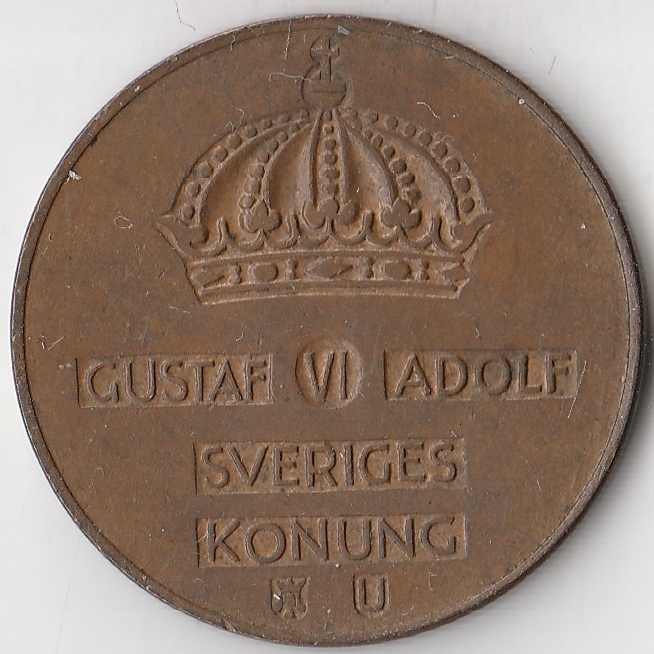 GUSTAF VI ADOLF
SVERIGES
KONUNG
U